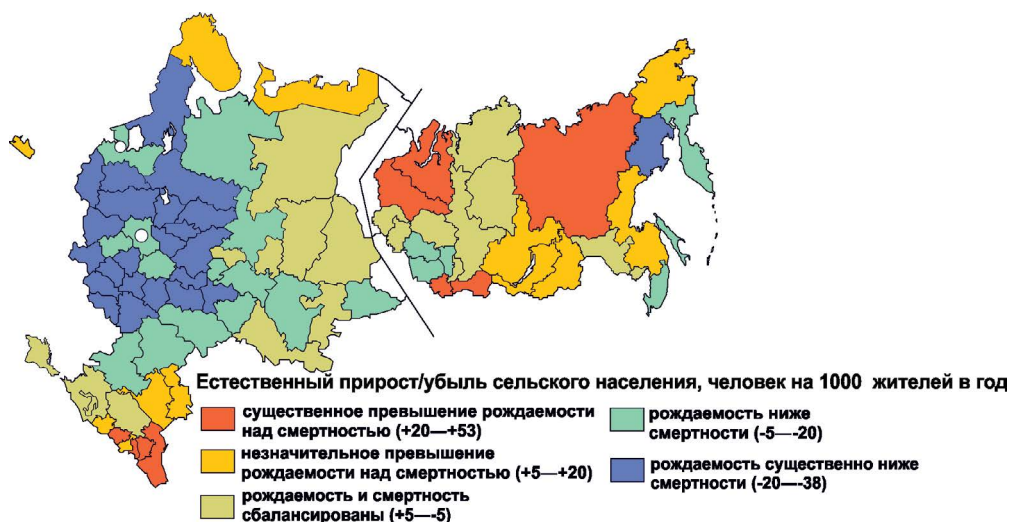 Естественный прирост/убыль сельского населения, человек на 1000 жителей в год
существенное превышение рождаемости
над смертностью (+20—+53)
незначительное превышение
рождаемости над смертностью (+5—+20)
рождаемость и смертность
сбалансированы (+5—-5)
рождаемость ниже
смертности (-5—-20)
рождаемость существенно ниже
смертности (-20—-38)